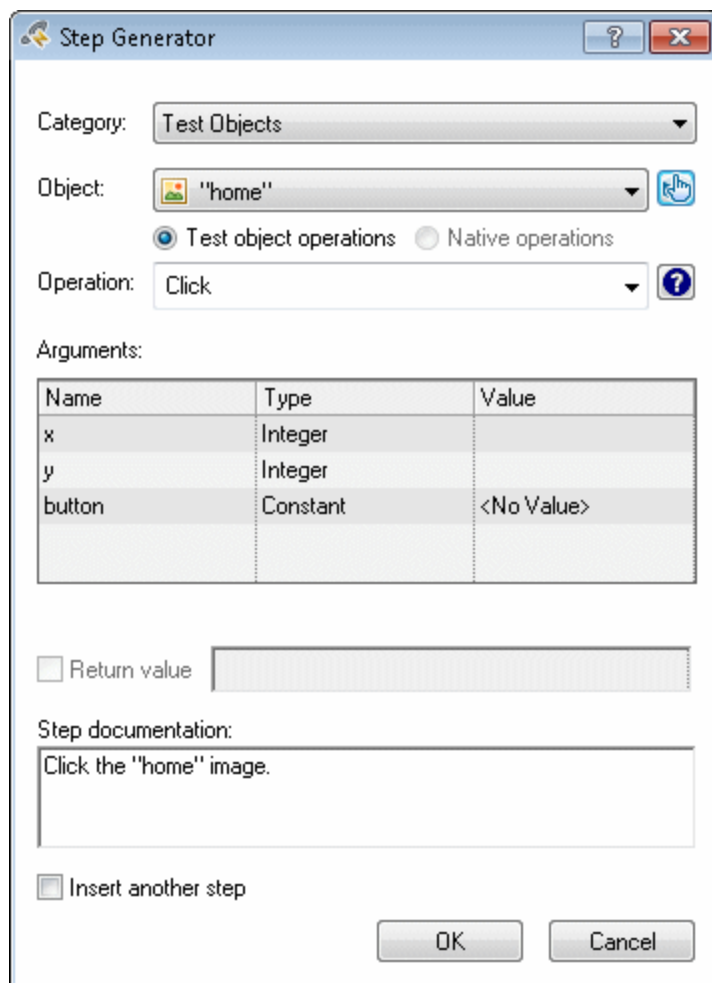 Step Generator
Category: Test Objects
Object: "home"
Test object operations Native operations
Operation: Click
Arguments:
Name Type Value
x Integer
y Integer
button Constant <No Value>
Return value
Step documentation:
Click the "home" image.
Insert another step
OK Cancel